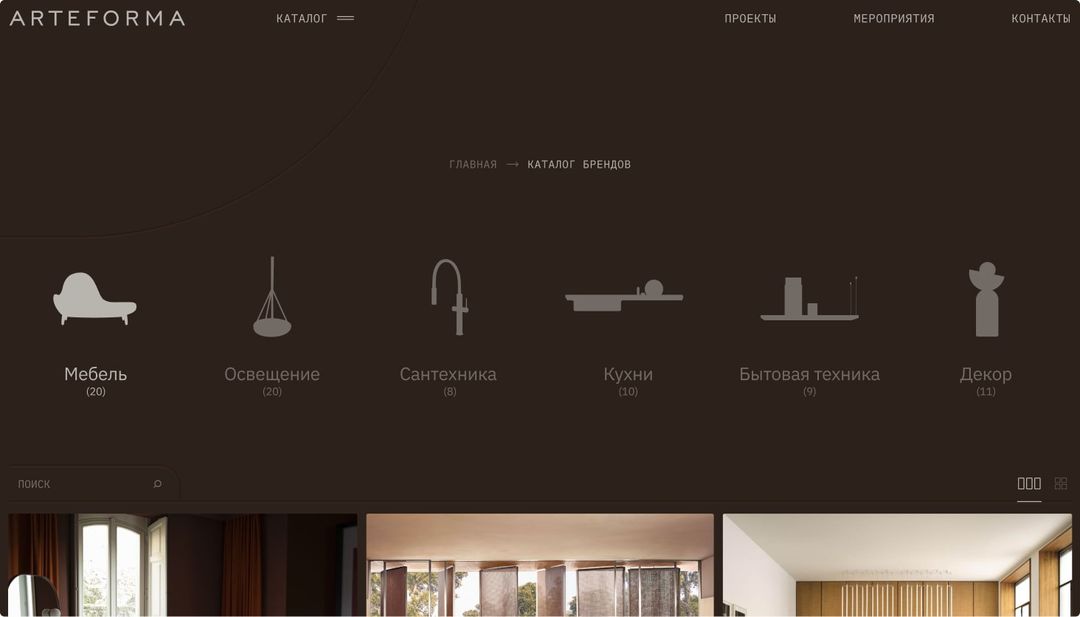 ARTEFORMA
КАТАЛОГ
ПРОЕКТЫ
МЕРОПРИЯТИЯ
КОНТАКТЫ
ГЛАВНАЯ → КАТАЛОГ БРЕНДОВ
Мебель
(20)
Освещение
(20)
Сантехника
(8)
Кухни
(10)
Бытовая техника
(9)
Декор
(11)
ПОИСК